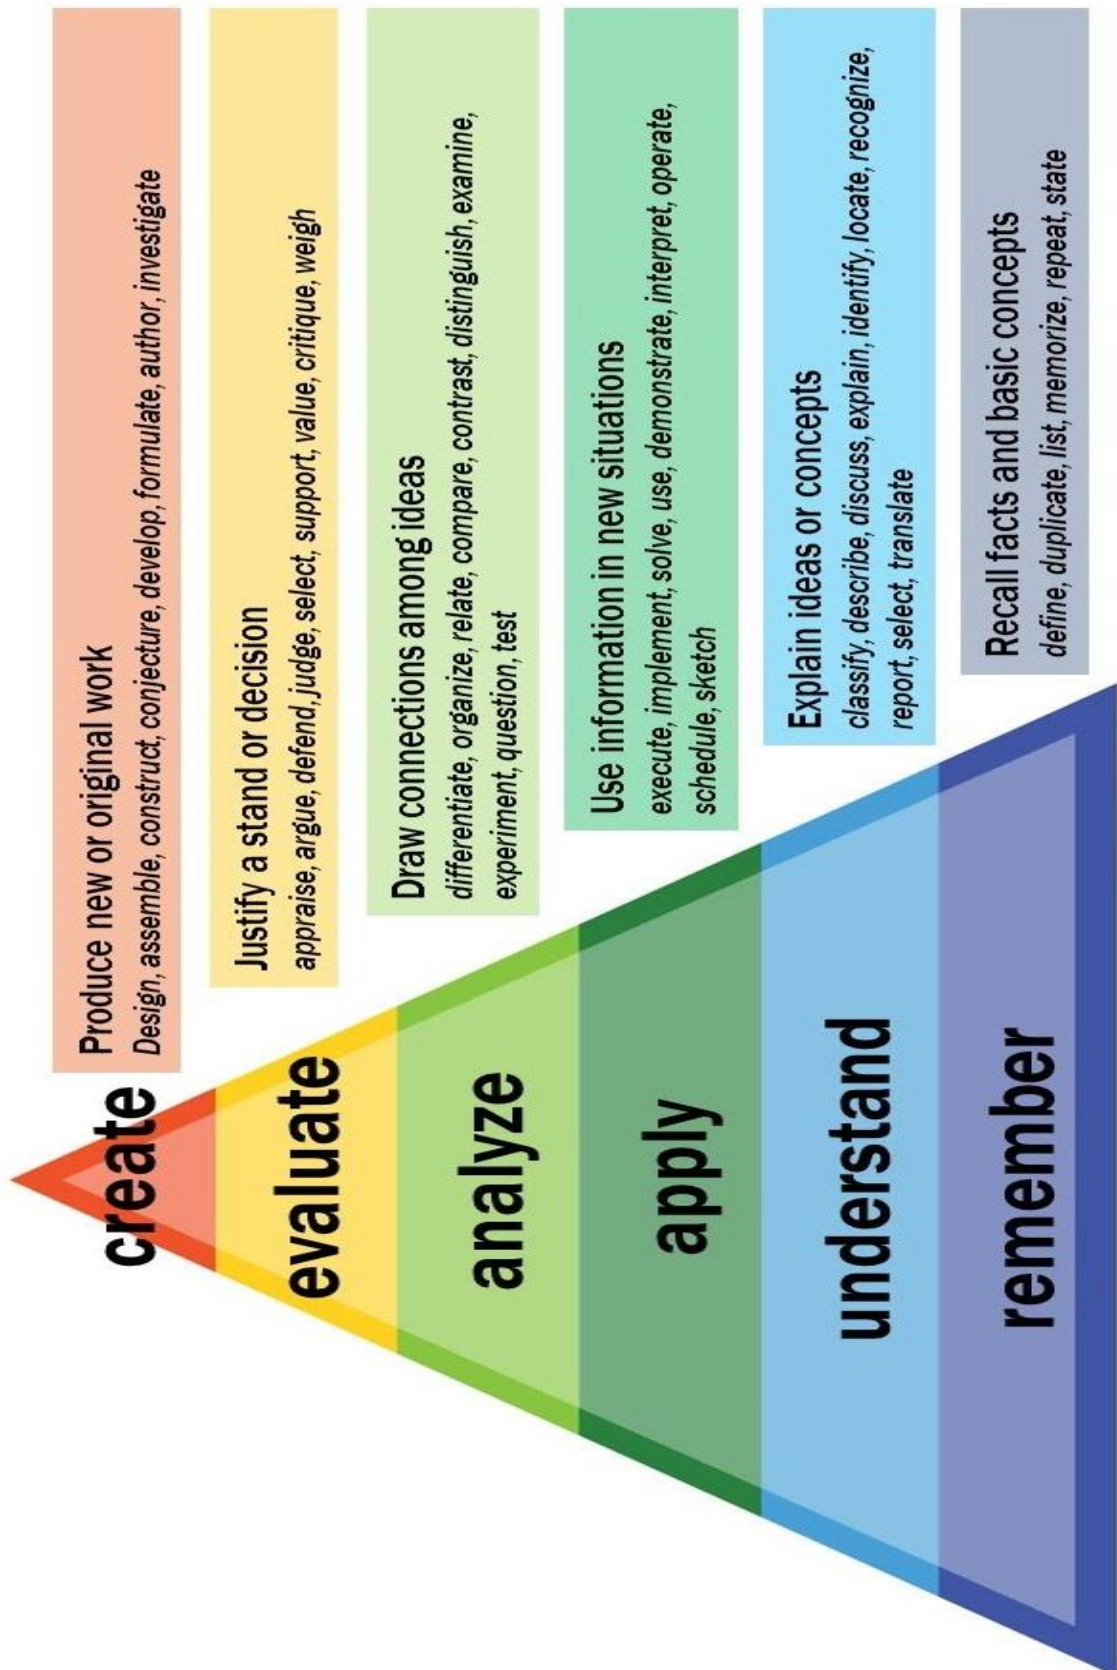 create
Produce new or original work
Design, assemble, construct, conjecture, develop, formulate, author, investigate
evaluate
Justify a stand or decision
appraise, argue, defend, judge, select, support, value, critique, weigh
analyze
Draw connections among ideas
differentiate, organize, relate, compare, contrast, distinguish, examine,
experiment, question, test
apply
Use information in new situations
execute, implement, solve, use, demonstrate, interpret, operate,
schedule, sketch
understand
Explain ideas or concepts
classify, describe, discuss, explain, identify, locate, recognize,
report, select, translate
remember
Recall facts and basic concepts
define, duplicate, list, memorize, repeat, state